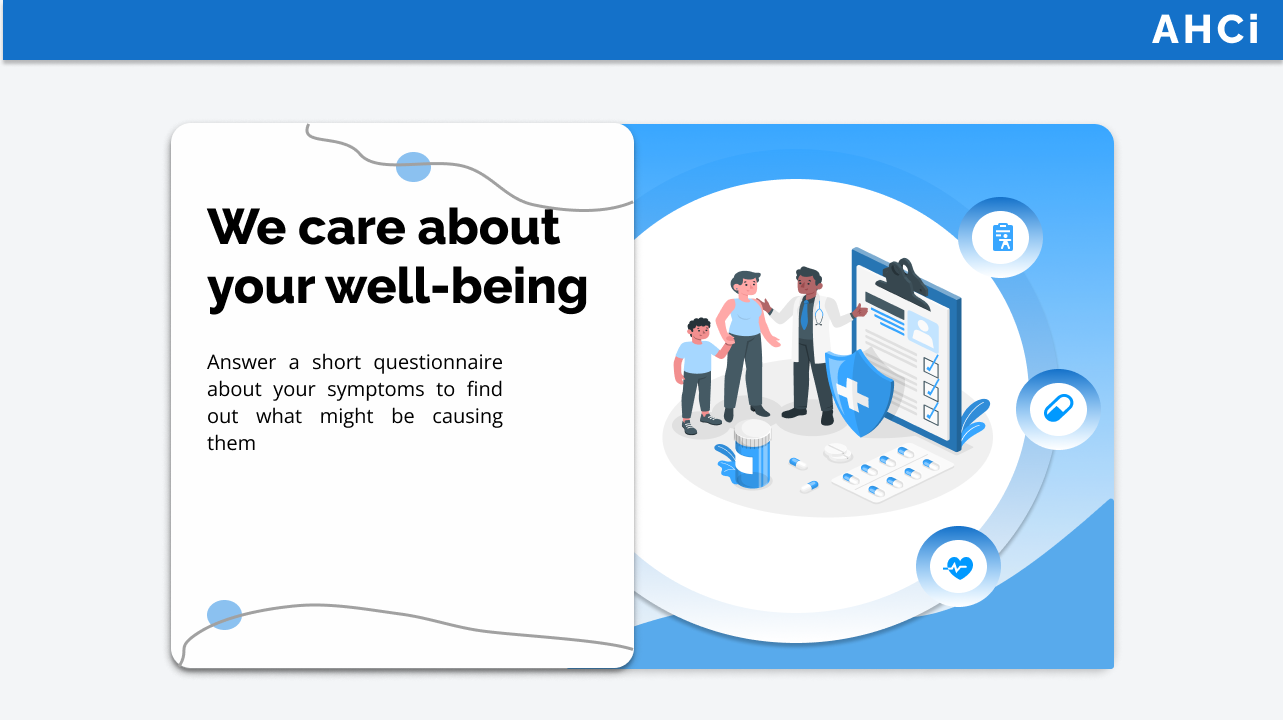 AHCi
We care about
your well-being
Answer a short questionnaire
about your symptoms to find
out what might be causing
them